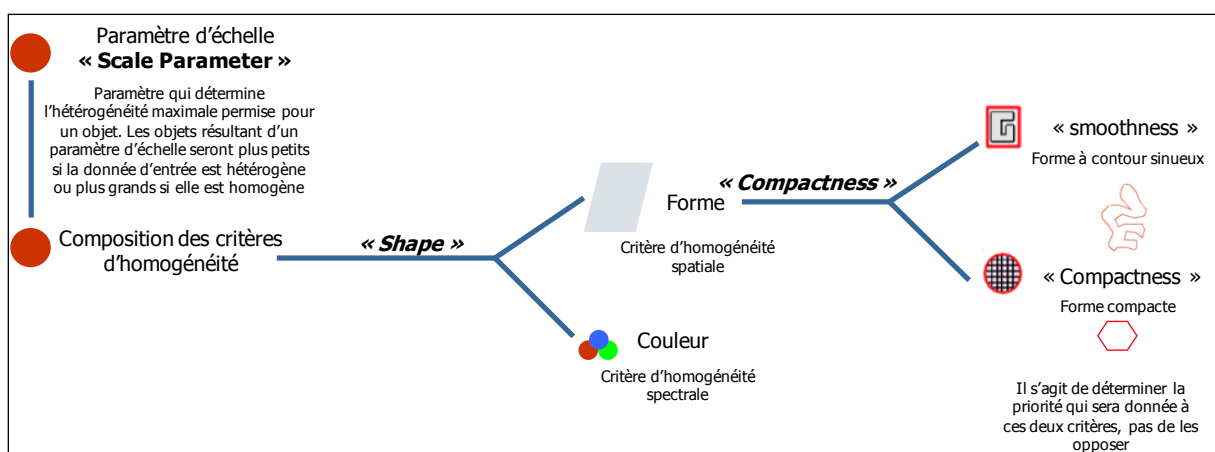 Paramètre d'échelle
« Scale Parameter »
Paramètre qui détermine
l'hétérogénéité maximale permise pour
un objet. Les objets résultant d'un
paramètre d'échelle seront plus petits
si la donnée d'entrée est hétérogène
ou plus grands si elle est homogène
Composition des critères
d'homogénéité
« Shape »
Forme
Critère d'homogénéité
spatiale
Couleur
Critère d'homogénéité
spectrale
« Compactness »
« smoothness »
Forme à contour sinueux
« Compactness »
Forme compacte
Il s'agit de déterminer la
priorité qui sera donnée à
ces deux critères, pas de les
opposer